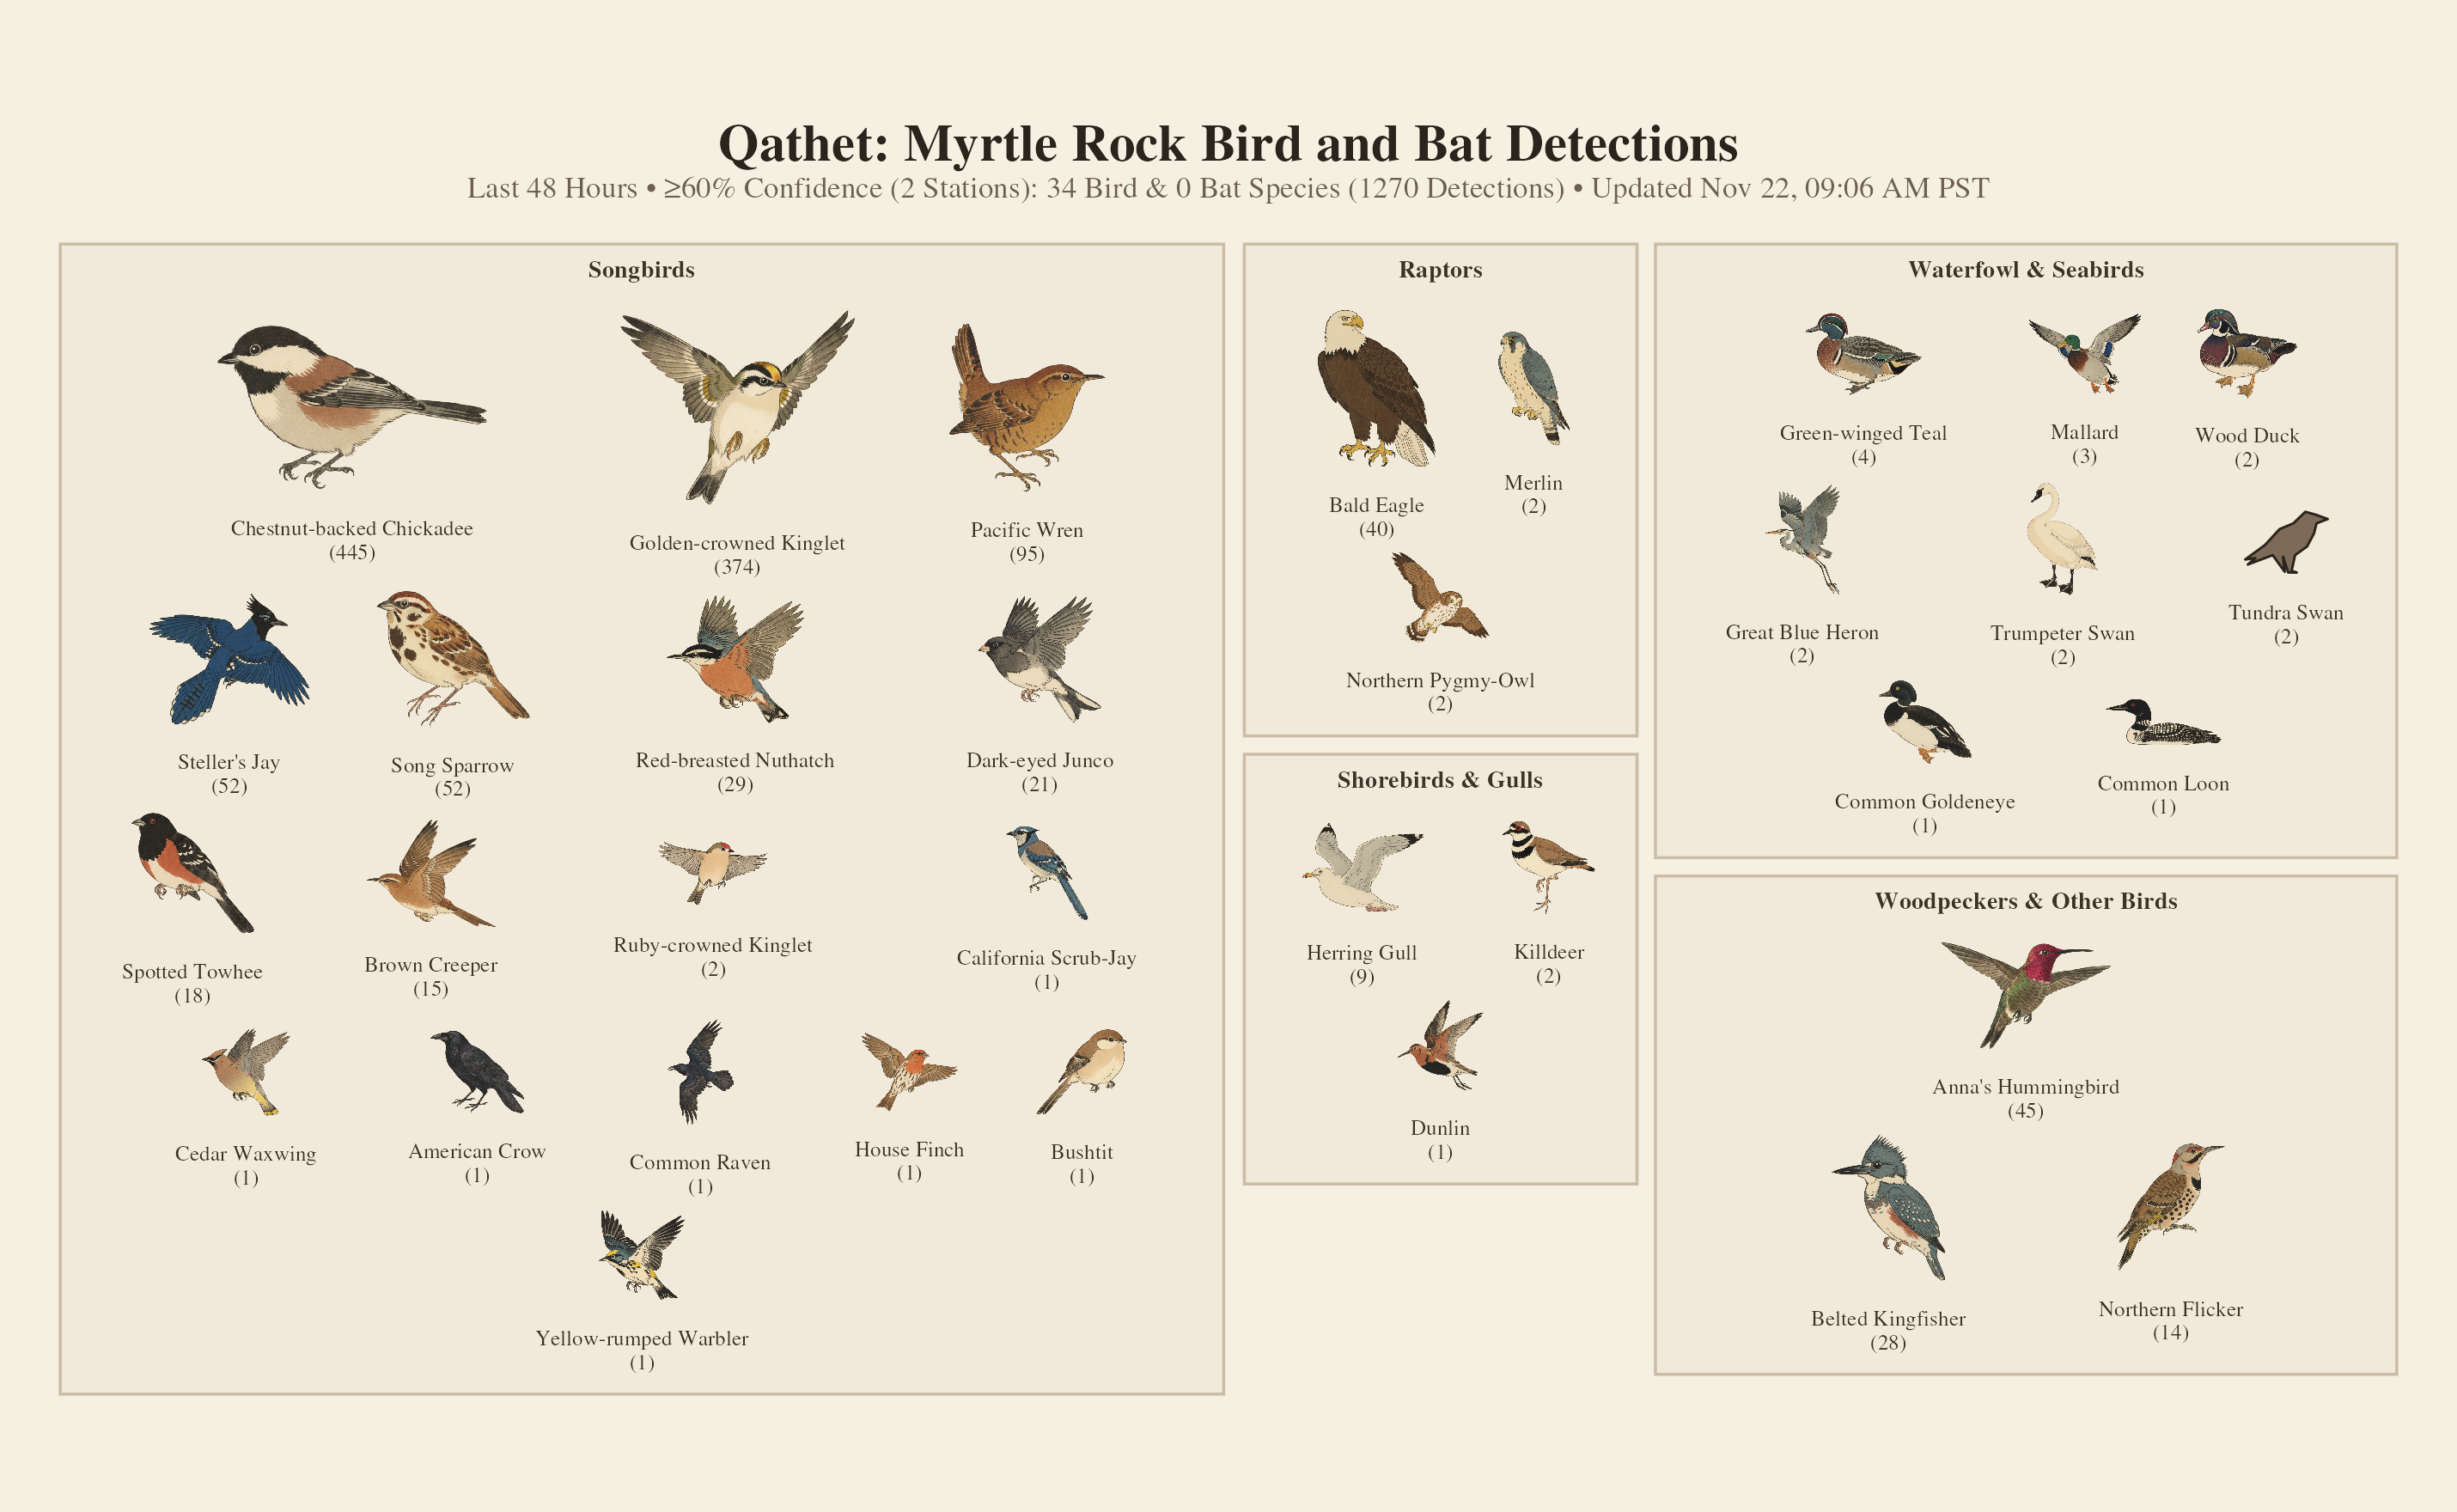 Qathet: Myrtle Rock Bird and Bat Detections
Last 48 Hours • ≥60% Confidence (2 Stations): 34 Bird & 0 Bat Species (1270 Detections) • Updated Nov 22, 09:06 AM PST
Songbirds
Chestnut-backed Chickadee
(445)
Golden-crowned Kinglet
(374)
Pacific Wren
(95)
Steller's Jay
(52)
Song Sparrow
(52)
Red-breasted Nuthatch
(29)
Dark-eyed Junco
(21)
Spotted Towhee
(18)
Brown Creeper
(15)
Ruby-crowned Kinglet
(2)
California Scrub-Jay
(1)
Cedar Waxwing
(1)
American Crow
(1)
Common Raven
(1)
House Finch
(1)
Bushtit
(1)
Yellow-rumped Warbler
(1)
Raptors
Bald Eagle
(40)
Merlin
(2)
Northern Pygmy-Owl
(2)
Shorebirds & Gulls
Herring Gull
(9)
Killdeer
(2)
Dunlin
(1)
Waterfowl & Seabirds
Green-winged Teal
(4)
Mallard
(3)
Wood Duck
(2)
Great Blue Heron
(2)
Trumpeter Swan
(2)
Tundra Swan
(2)
Common Goldeneye
(1)
Common Loon
(1)
Woodpeckers & Other Birds
Anna's Hummingbird
(45)
Belted Kingfisher
(28)
Northern Flicker
(14)